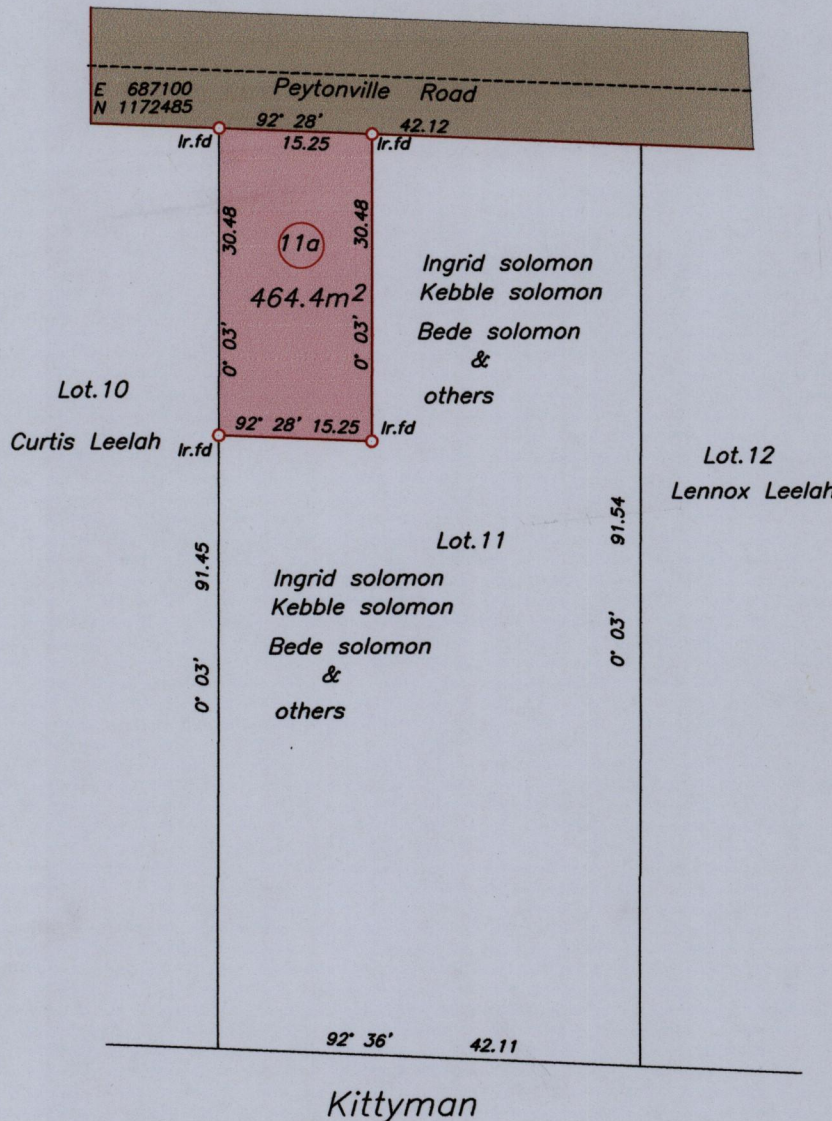 Peytonville Road
E 687100
N 1172485
92° 28' 42.12
Ir.fd 15.25 Ir.fd
30.48
30.48
11a
464.4m2
0° 03'
0° 03'
Ingrid solomon
Kebble solomon
Bede solomon
&
others
Lot.10
Curtis Leelah
92° 28' 15.25 Ir.fd
Ir.fd
Lot.12
Lennox Leelah
91.54
0° 03'
Lot.11
91.45
0° 03'
Ingrid solomon
Kebble solomon
Bede solomon
&
others
92° 36' 42.11
Kittyman